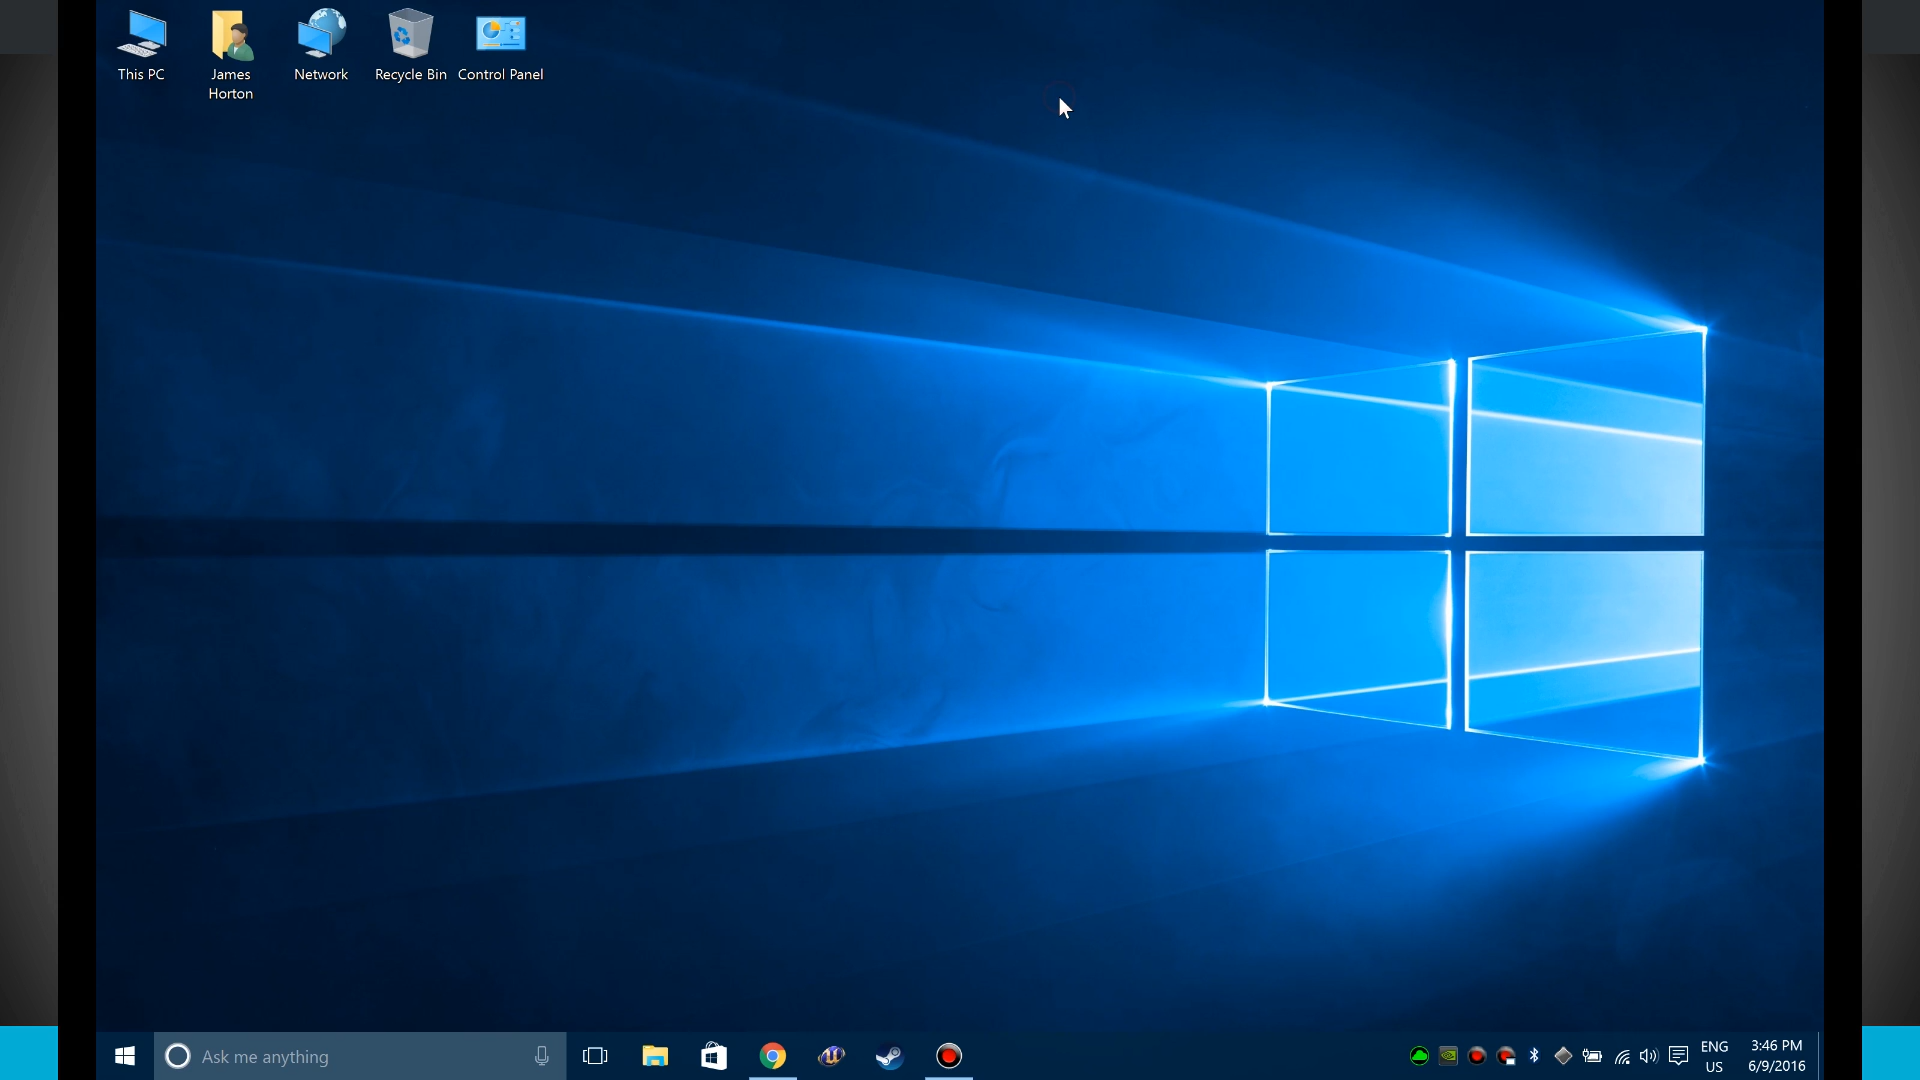 This PC
James
Horton
Network
Recycle Bin
Control Panel
Ask me anything
ENG
US
3:46 PM
6/9/2016